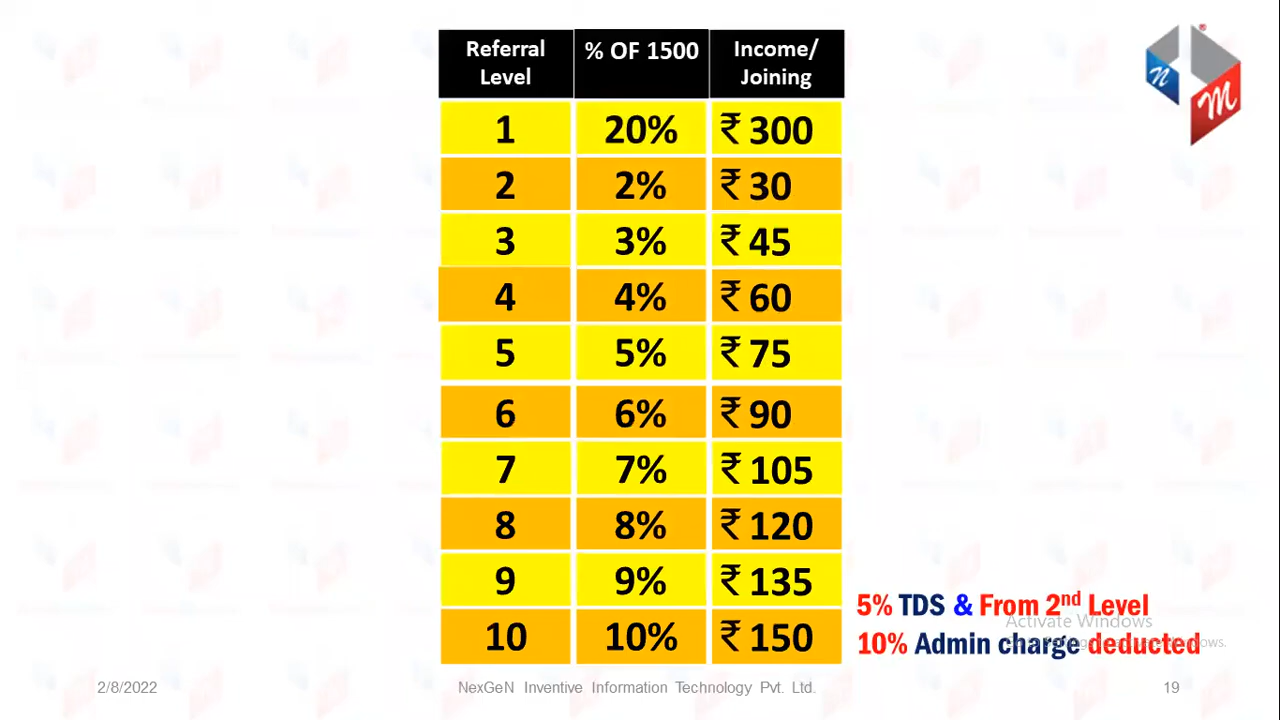 Referral Level % OF 1500 Income/ Joining
1 20% ₹ 300
2 2% ₹ 30
3 3% ₹ 45
4 4% ₹ 60
5 5% ₹ 75
6 6% ₹ 90
7 7% ₹ 105
8 8% ₹ 120
9 9% ₹ 135
10 10% ₹ 150
n M
5% TDS & From 2nd Level
10% Admin charge deducted
Activate Windows
2/8/2022 NexGeN Inventive Information Technology Pvt. Ltd. 19